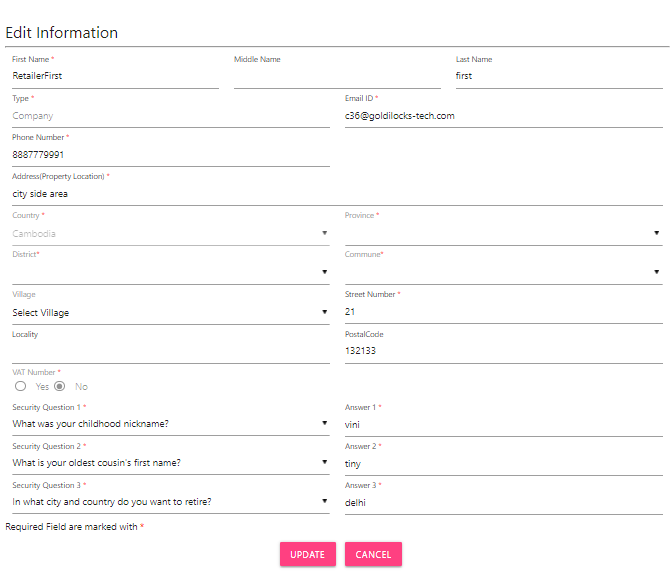 Edit Information
First Name * Middle Name Last Name
RetailerFirst first
Type * Email ID *
Company c36@goldilocks-tech.com
Phone Number *
8887779991
Address(Property Location) *
city side area
Country * Province *
Cambodia
District* Commune*
Village Street Number *
Select Village 21
Locality PostalCode
132133
VAT Number *
Yes No
Security Question 1 * Answer 1 *
What was your childhood nickname? vini
Security Question 2 * Answer 2 *
What is your oldest cousin's first name? tiny
Security Question 3 * Answer 3 *
In what city and country do you want to retire? delhi
Required Field are marked with *
UPDATE CANCEL